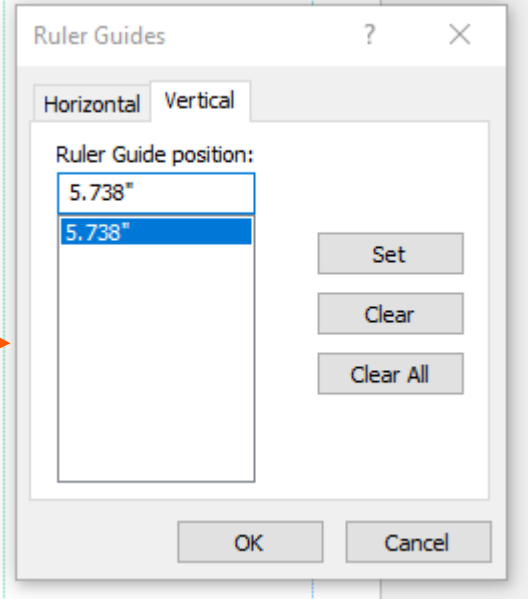 Ruler Guides ?
Horizontal Vertical
Ruler Guide position:
5.738"
5.738"
Set
Clear
Clear All
OK Cancel